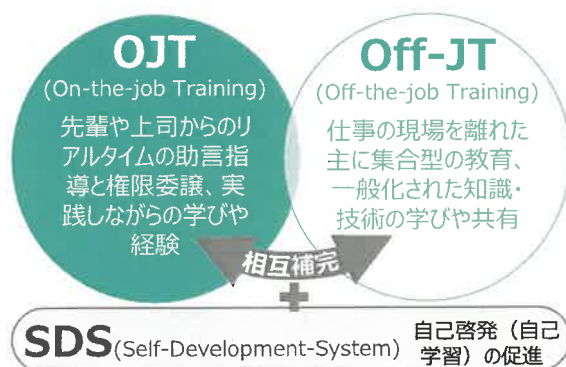 OJT
(On-the-job Training)
先輩や上司からのリ
アルタイムの助言指
導と権限委譲、実
践しながらの学びや
経験
Off-JT
(Off-the-job Training)
仕事の現場を離れた
主に集合型の教育、
一般化された知識・
技術の学びや共有
相互補完
+
SDS(Self-Development-System)
自己啓発（自己
学習）の促進